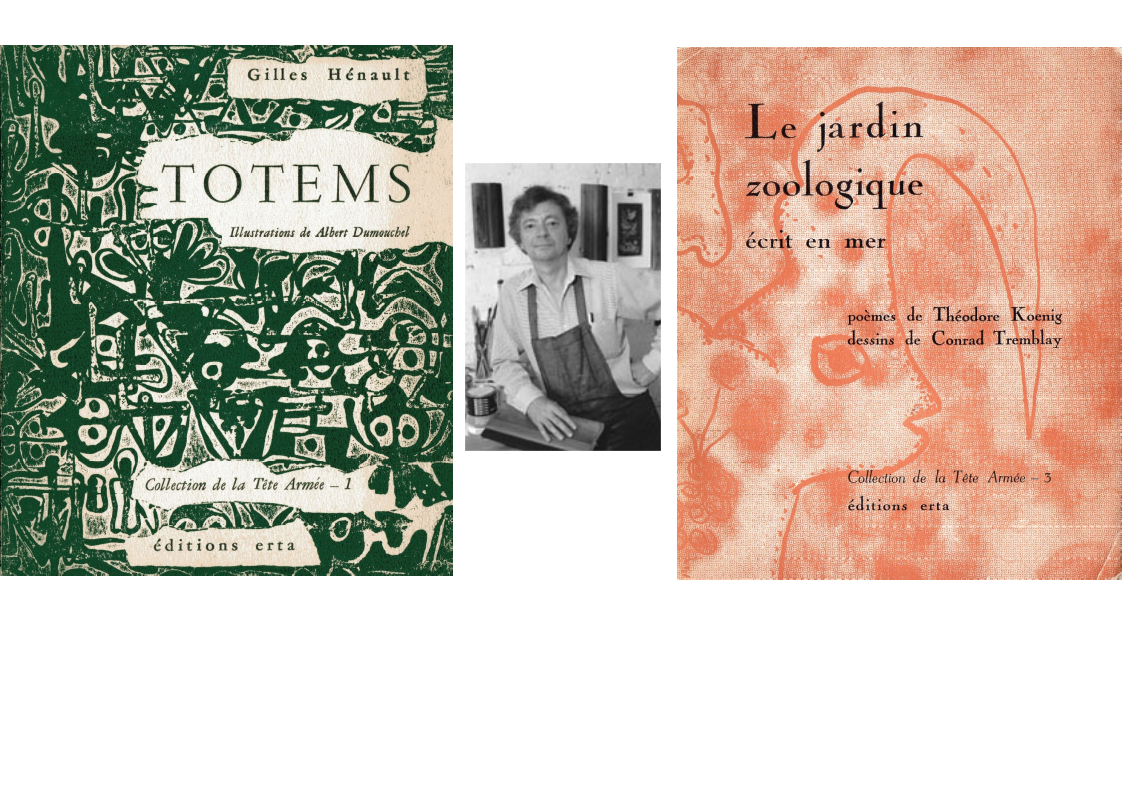 Gilles Hénault
TOTEMS
Illustrations de Albert Dumouchel
Collection de la Tête Armée – 1
éditions erta
Le jardin
zoologique
écrit en mer
poèmes de Théodore Koenig
dessins de Conrad Tremblay
Collection de la Tête Armée – 3
éditions erta